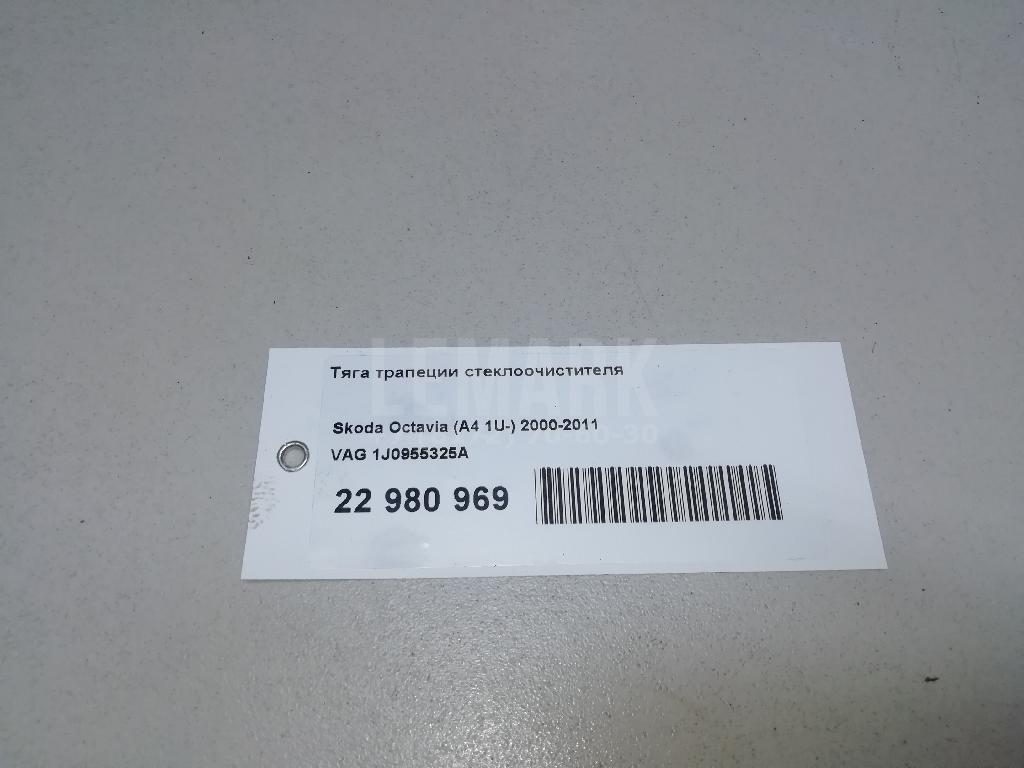 LEMARK
Тяга трапеции стеклоочистителя
Skoda Octavia (A4 1U-) 2000-2011
VAG 1J0955325A
22 980 969